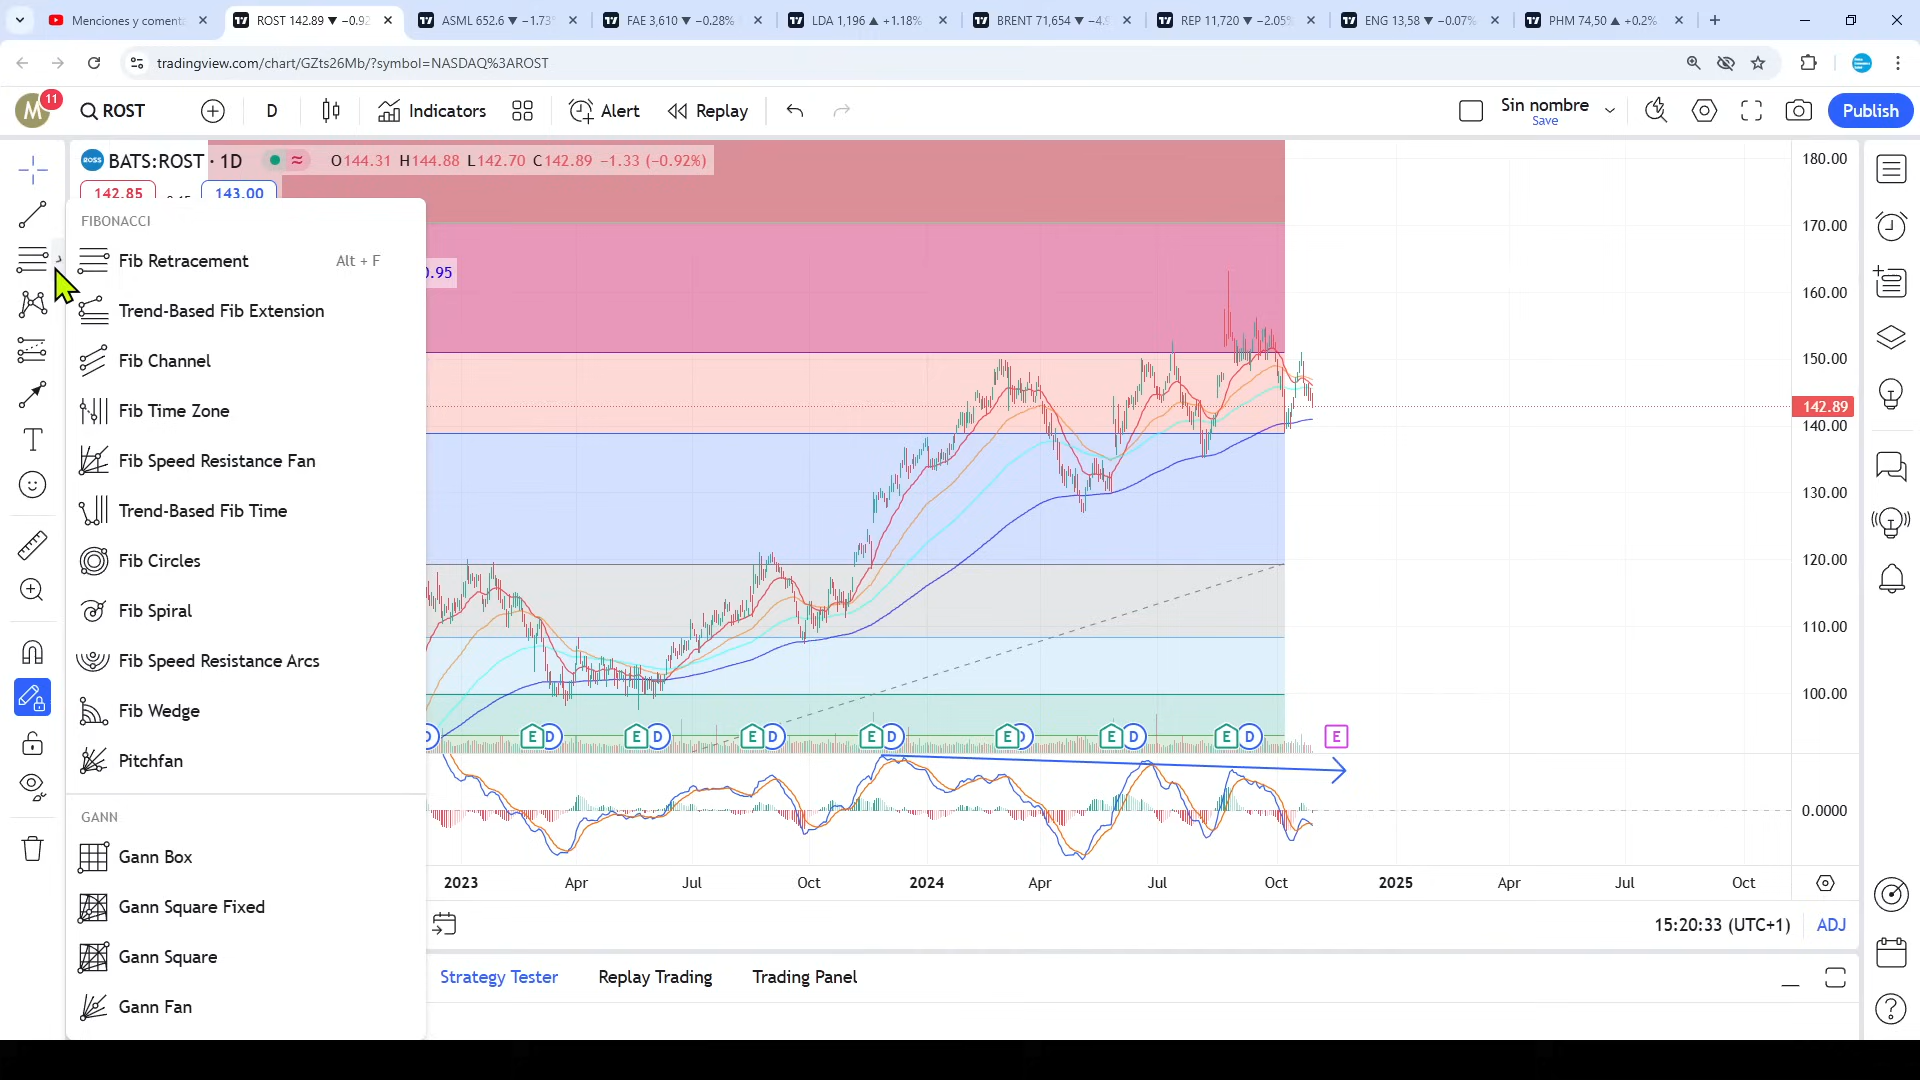 Menciones y coment
ROST 142.89 ▼ −0.92
ASML 652.6 ▼ −1.73
FAE 3,610 ▼ −0.28%
LDA 1,196 ▲ +1.18%
BRENT 71,654 ▼ −4.
REP 11,720 ▼ −2.05
ENG 13,58 ▼ −0.07%
PHM 74,50 ▲ +0.2%
tradingview.com/chart/GZts26Mb/?symbol=NASDAQ%3AROST
M 11
ROST
D
Indicators
Alert
Replay
Sin nombre
Save
Publish
BATS:ROST · 1D
O144.31 H144.88 L142.70 C142.89 −1.33 (−0.92%)
142.85
143.00
FIBONACCI
Fib Retracement Alt + F
0.95
Trend-Based Fib Extension
Fib Channel
Fib Time Zone
Fib Speed Resistance Fan
Trend-Based Fib Time
Fib Circles
Fib Spiral
Fib Speed Resistance Arcs
Fib Wedge
Pitchfan
GANN
Gann Box
Gann Square Fixed
Gann Square
Gann Fan
180.00
170.00
160.00
150.00
142.89
140.00
130.00
120.00
110.00
100.00
0.0000
D E D E D E D E D E D E D E D E
2023 Apr Jul Oct 2024 Apr Jul Oct 2025 Apr Jul Oct
15:20:33 (UTC+1) ADJ
Strategy Tester Replay Trading Trading Panel